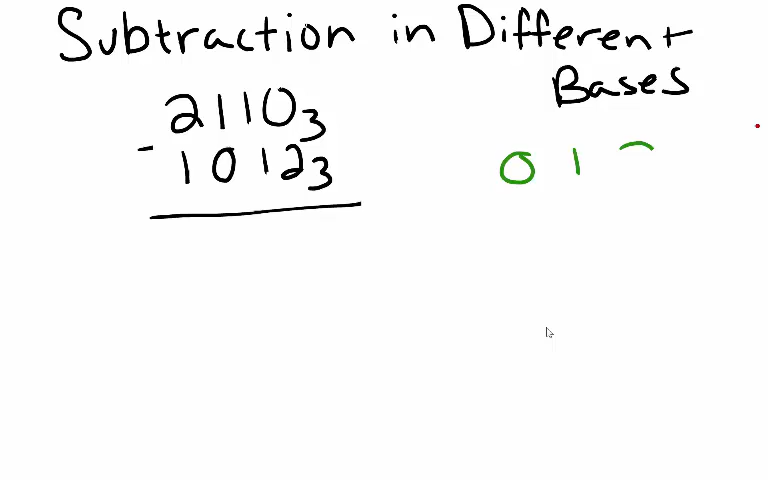 Subtraction in Different
Bases
2110₃
- 1012₃
0 1